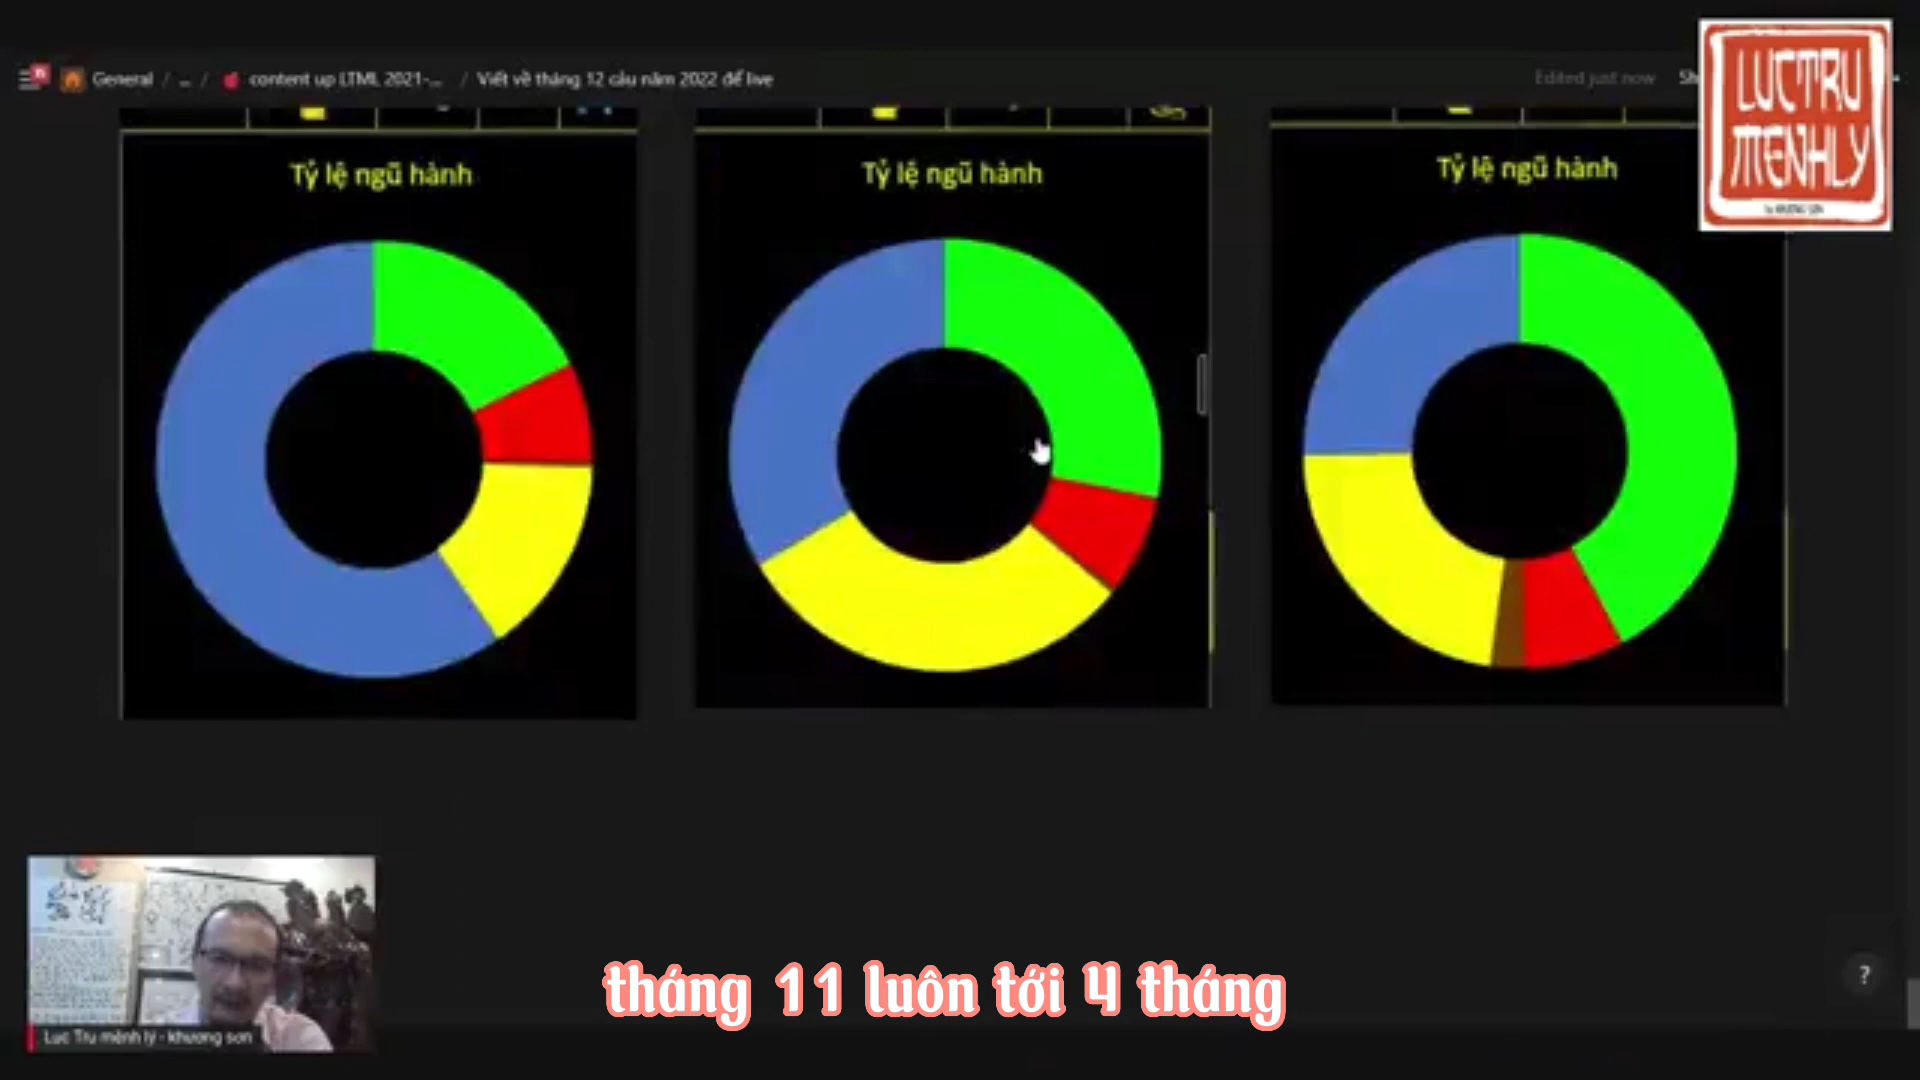 General / ... / content up LTML 2021-... / Viết về tháng 12 câu năm 2022 để live
Edited just now
Sh
LUCTRU
MENHLY
Tỷ lệ ngũ hành
Tỷ lệ ngũ hành
Tỷ lệ ngũ hành
?
Luc Tru mệnh lý - khuong son
tháng 11 luôn tới 4 tháng